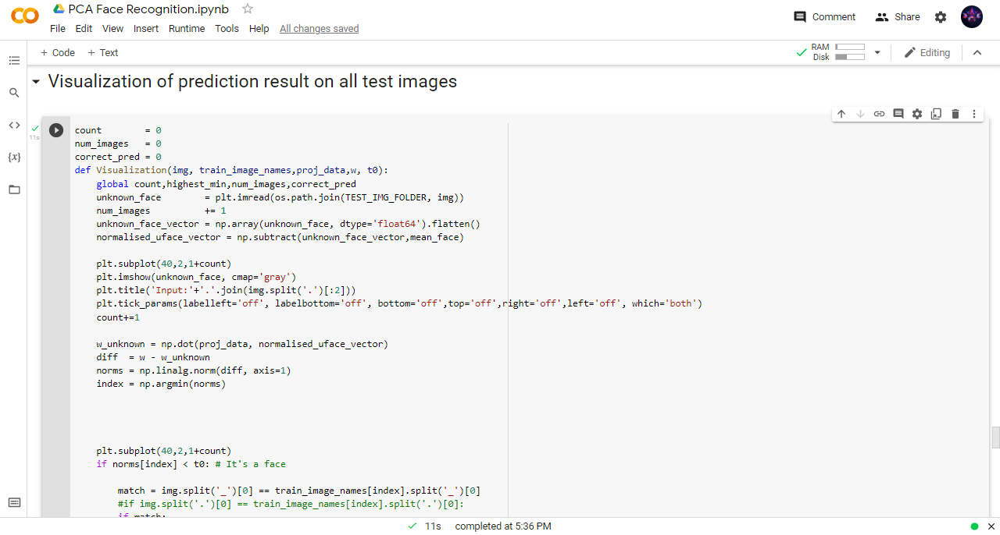 PCA Face Recognition.ipynb
File Edit View Insert Runtime Tools Help All changes saved
Comment Share
+ Code + Text
RAM
Disk
Editing
Visualization of prediction result on all test images
11s
count = 0
num_images = 0
correct_pred = 0
def Visualization(img, train_image_names,proj_data,w, t0):
global count,highest_min,num_images,correct_pred
unknown_face = plt.imread(os.path.join(TEST_IMG_FOLDER, img))
num_images += 1
unknown_face_vector = np.array(unknown_face, dtype='float64').flatten()
normalised_uface_vector = np.subtract(unknown_face_vector,mean_face)
plt.subplot(40,2,1+count)
plt.imshow(unknown_face, cmap='gray')
plt.title('Input:'+'.'.join(img.split('.')[:2]))
plt.tick_params(labelleft='off', labelbottom='off', bottom='off',top='off',right='off',left='off', which='both')
count+=1
w_unknown = np.dot(proj_data, normalised_uface_vector)
diff = w - w_unknown
norms = np.linalg.norm(diff, axis=1)
index = np.argmin(norms)
plt.subplot(40,2,1+count)
if norms[index] < t0: # It's a face
match = img.split('_')[0] == train_image_names[index].split('_')[0]
#if img.split('.')[0] == train_image_names[index].split('.')[0]:
if match:
11s completed at 5:36 PM